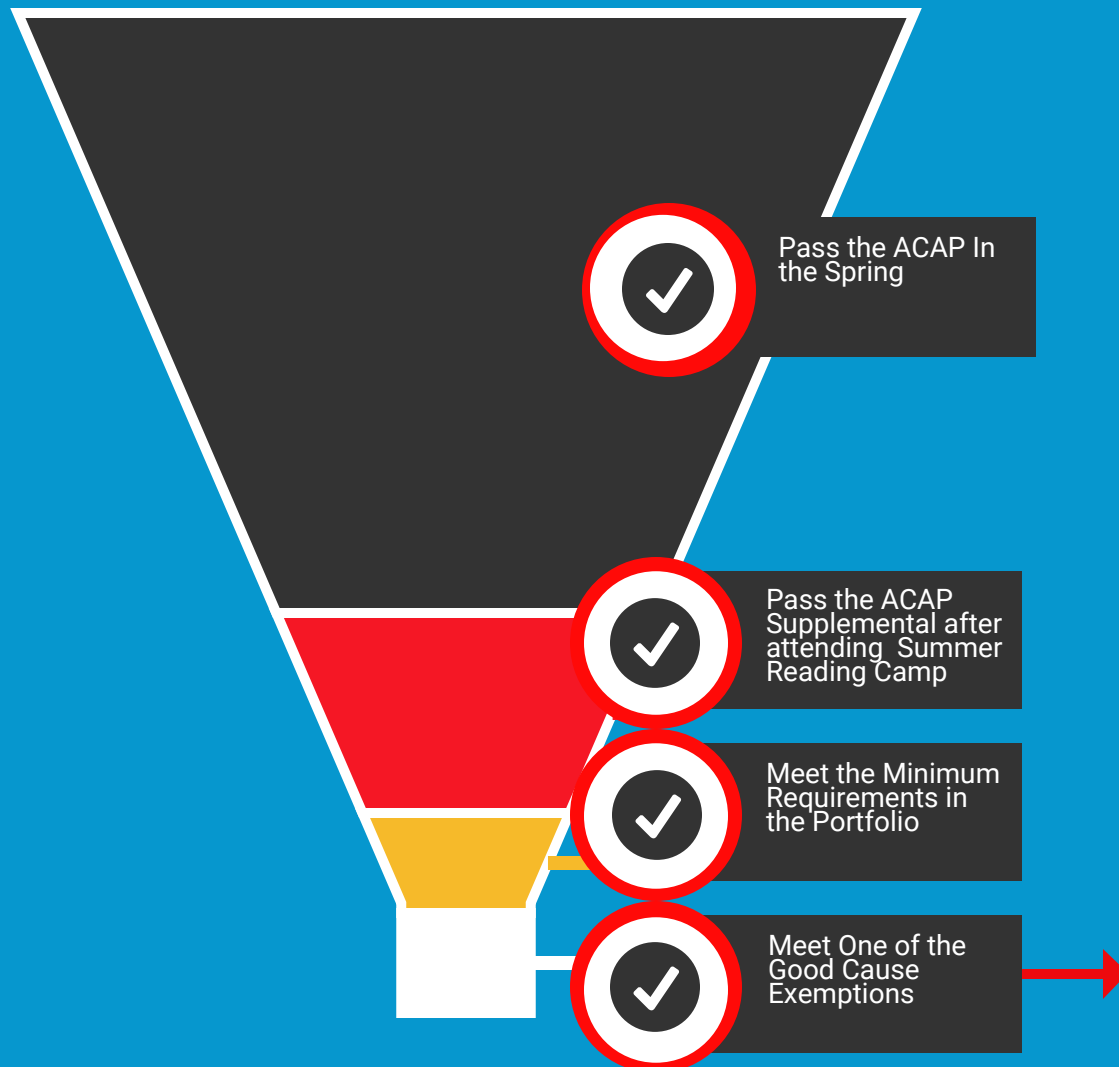 Pass the ACAP In
the Spring
Pass the ACAP
Supplemental after
attending  Summer
Reading Camp
Meet the Minimum
Requirements in
the Portfolio
Meet One of the
Good Cause
Exemptions